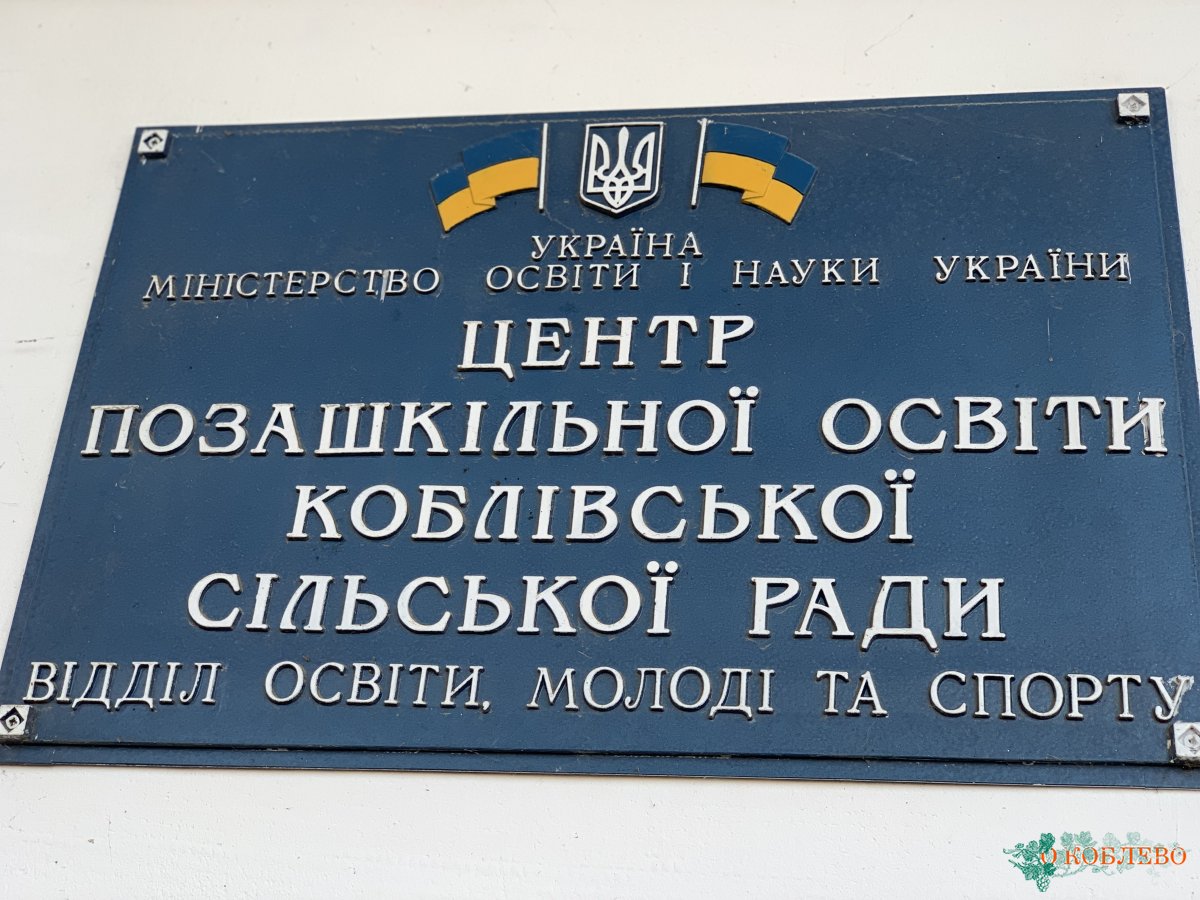 УКРАЇНА
МІНІСТЕРСТВО ОСВІТИ І НАУКИ УКРАЇНИ
ЦЕНТР
ПОЗАШКІЛЬНОЇ ОСВІТИ
КОБЛІВСЬКОЇ
СІЛЬСЬКОЇ РАДИ
ВІДДІЛ ОСВІТИ, МОЛОДІ ТА СПОРТУ
О КОБЛЕВО